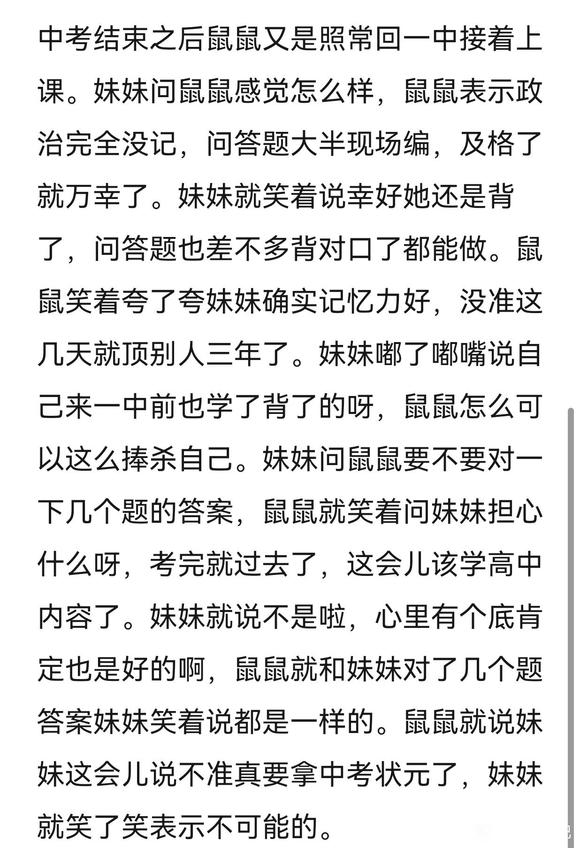 中考结束之后鼠鼠又是照常回一中接着上
课。妹妹问鼠鼠感觉怎么样，鼠鼠表示政
治完全没记，问答题大半现场编，及格了
就万幸了。妹妹就笑着说幸好她还是背
了，问答题也差不多背对口了都能做。鼠
鼠笑着夸了夸妹妹确实记忆力好，没准这
几天就顶别人三年了。妹妹嘟了嘟嘴说自
己来一中前也学了背了的呀，鼠鼠怎么可
以这么捧杀自己。妹妹问鼠鼠要不要对一
下几个题的答案，鼠鼠就笑着问妹妹担心
什么呀，考完就过去了，这会儿该学高中
内容了。妹妹就说不是啦，心里有个底肯
定也是好的啊，鼠鼠就和妹妹对了几个题
答案妹妹笑着说都是一样的。鼠鼠就说妹
妹这会儿说不准真要拿中考状元了，妹妹
就笑了笑表示不可能的。